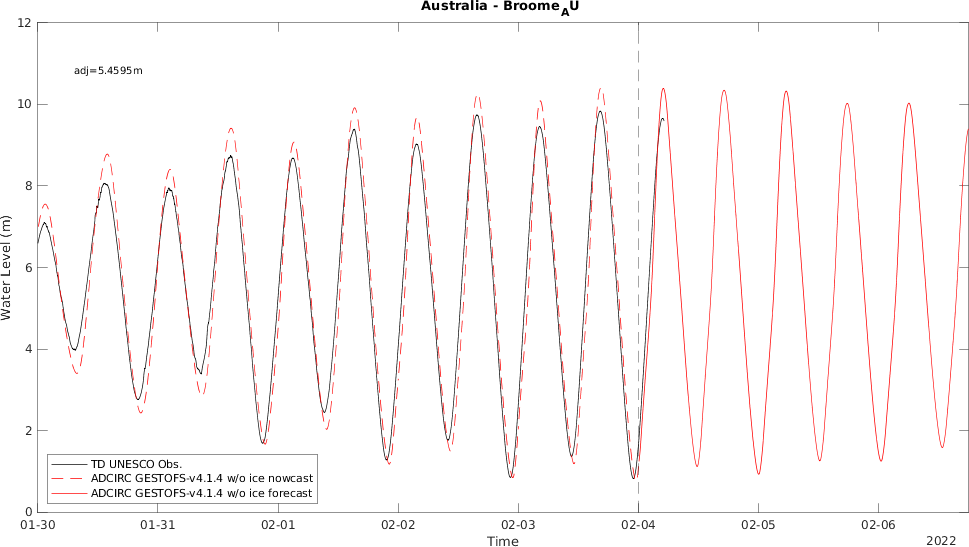 Australia - Broome_AU
12
adj=5.4595m
10
8
6
4
2
0
Water Level (m)
TD UNESCO Obs.
ADCIRC GESTOFS-v4.1.4 w/o ice nowcast
ADCIRC GESTOFS-v4.1.4 w/o ice forecast
01-30 01-31 02-01 02-02 02-03 02-04 02-05 02-06
Time
2022